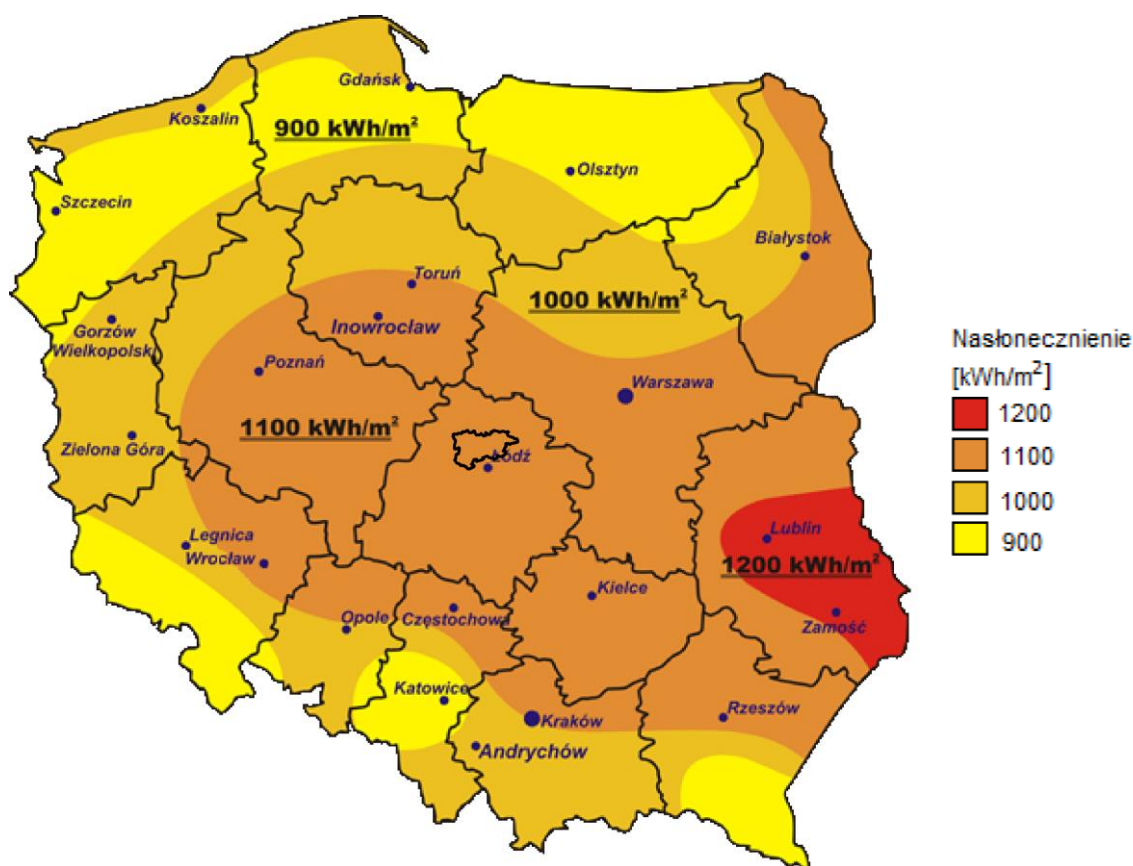 Gdańsk
Koszalin
900 kWh/m²
Olsztyn
Szczecin
Białystok
Toruń
1000 kWh/m²
Inowrocław
Gorzów
Wielkopolski
Poznań
Warszawa
1100 kWh/m²
Zielona Góra
Łódź
Legnica
Wrocław
Lublin
1200 kWh/m²
Kielce
Opole
Częstochowa
Zamość
Katowice
Kraków
Rzeszów
Andrychów
Nasłonecznienie
[kWh/m²]
1200
1100
1000
900